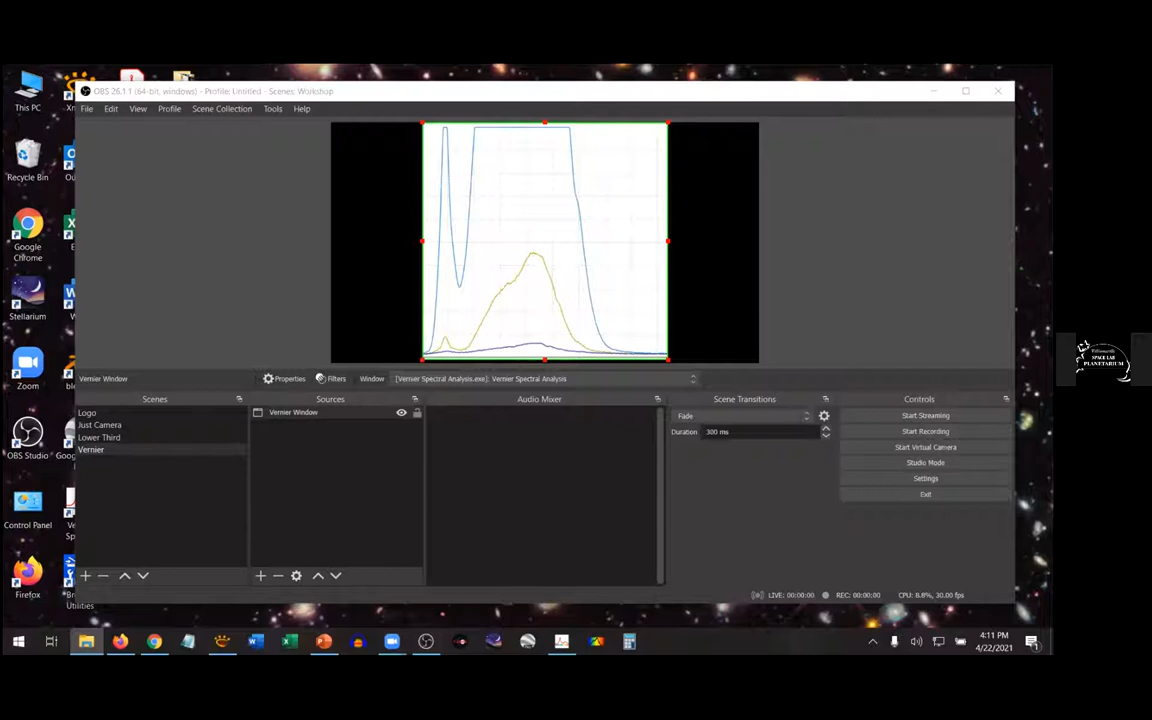 This PC
Recycle Bin
Google
Chrome
Stellarium
Zoom
OBS Studio
Control Panel
Firefox
Utilities
OBS 26.1.1 (64-bit, windows) - Profile: Untitled - Scenes: Workshop
File Edit View Profile Scene Collection Tools Help
Vernier Window Properties Filters Window [Vernier Spectral Analysis.exe]: Vernier Spectral Analysis
Scenes Sources Audio Mixer Scene Transitions Controls
Logo
Just Camera
Lower Third
Vernier
Vernier Window
Fade
Duration 300 ms
Start Streaming
Start Recording
Start Virtual Camera
Studio Mode
Settings
Exit
LIVE: 00:00:00 REC: 00:00:00 CPU: 8.8%, 30.00 fps
4:11 PM
4/22/2021
SPACE LAB
PLANETARIUM